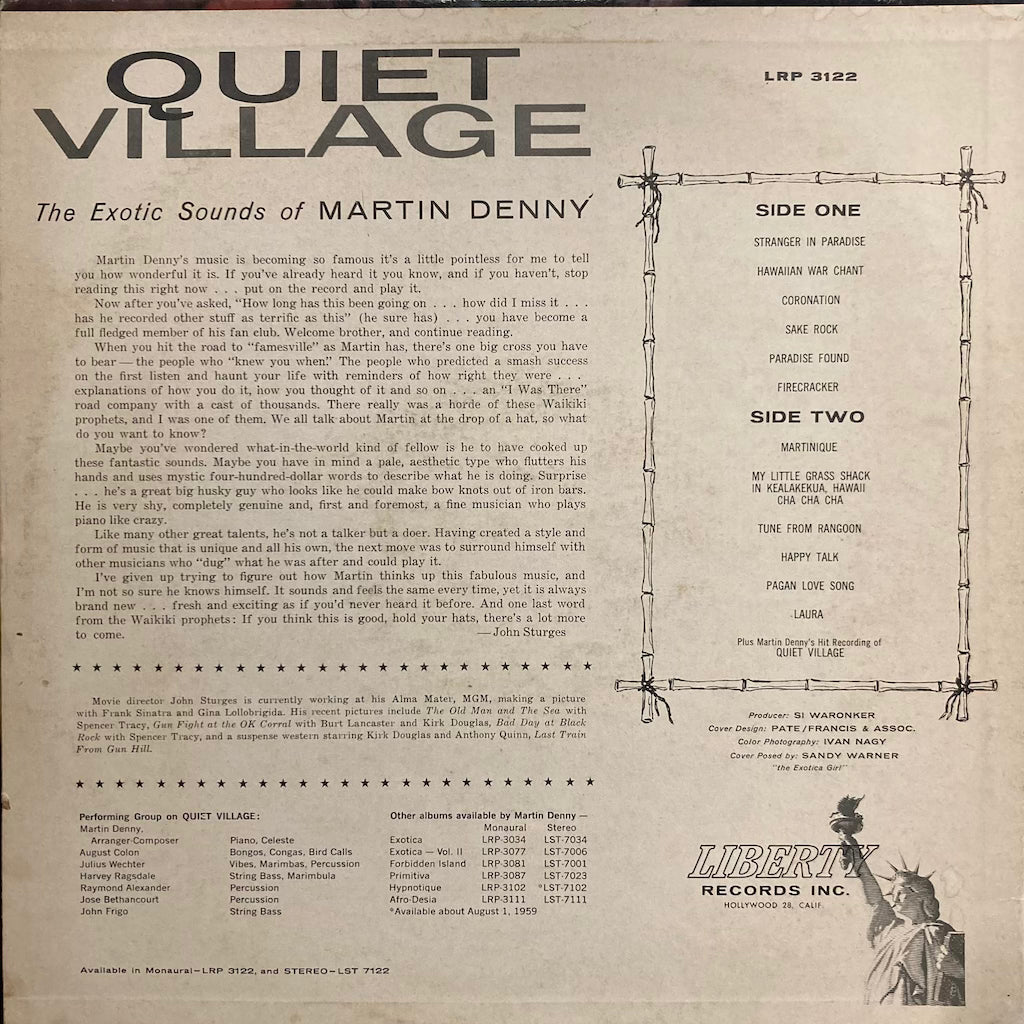 QUIET
VILLAGE
LRP 3122
The Exotic Sounds of MARTIN DENNY
Martin Denny's music is becoming so famous it's a little pointless for me to tell
you how wonderful it is. If you've already heard it you know, and if you haven't, stop
reading this right now . . . put on the record and play it.
Now after you've asked, "How long has this been going on . . . how did I miss it . . .
has he recorded other stuff as terrific as this" (he sure has) . . . you have become a
full fledged member of his fan club. Welcome brother, and continue reading.
When you hit the road to "famesville" as Martin has, there's one big cross you have
to bear — the people who "knew you when!" The people who predicted a smash success
on the first listen and haunt your life with reminders of how right they were . . .
explanations of how you do it, how you thought of it and so on . . . an "I Was There"
road company with a cast of thousands. There really was a horde of these Waikiki
prophets, and I was one of them. We all talk about Martin at the drop of a hat, so what
do you want to know?
Maybe you've wondered what-in-the-world kind of fellow is he to have cooked up
these fantastic sounds. Maybe you have in mind a pale, aesthetic type who flutters his
hands and uses mystic four-hundred-dollar words to describe what he is doing. Surprise
. . . he's a great big husky guy who looks like he could make bow knots out of iron bars.
He is very shy, completely genuine and, first and foremost, a fine musician who plays
piano like crazy.
Like many other great talents, he's not a talker but a doer. Having created a style and
form of music that is unique and all his own, the next move was to surround himself with
other musicians who "dug" what he was after and could play it.
I've given up trying to figure out how Martin thinks up this fabulous music, and
I'm not so sure he knows himself. It sounds and feels the same every time, yet it is always
brand new . . . fresh and exciting as if you'd never heard it before. And one last word
from the Waikiki prophets: If you think this is good, hold your hats, there's a lot more
to come. — John Sturges
Movie director John Sturges is currently working at his Alma Mater, MGM, making a picture
with Frank Sinatra and Gina Lollobrigida. His recent pictures include The Old Man and The Sea with
Spencer Tracy, Gun Fight at the OK Corral with Burt Lancaster and Kirk Douglas, Bad Day at Black
Rock with Spencer Tracy, and a suspense western starring Kirk Douglas and Anthony Quinn, Last Train
From Gun Hill.
Performing Group on QUIET VILLAGE:
Martin Denny,
Arranger-Composer Piano, Celeste
August Colon Bongos, Congas, Bird Calls
Julius Wechter Vibes, Marimbas, Percussion
Harvey Ragsdale String Bass, Marimbula
Raymond Alexander Percussion
Jose Bethancourt Percussion
John Frigo String Bass
Other albums available by Martin Denny —
Monaural Stereo
Exotica LRP-3034 LST-7034
Exotica — Vol. II LRP-3077 LST-7006
Forbidden Island LRP-3081 LST-7001
Primitiva LRP-3087 LST-7023
Hypnotique LRP-3102 *LST-7102
Afro-Desia LRP-3111 LST-7111
*Available about August 1, 1959
Available in Monaural—LRP 3122, and STEREO—LST 7122
SIDE ONE
STRANGER IN PARADISE
HAWAIIAN WAR CHANT
CORONATION
SAKE ROCK
PARADISE FOUND
FIRECRACKER
SIDE TWO
MARTINIQUE
MY LITTLE GRASS SHACK
IN KEALAKEKUA, HAWAII
CHA CHA CHA
TUNE FROM RANGOON
HAPPY TALK
PAGAN LOVE SONG
LAURA
Plus Martin Denny's Hit Recording of
QUIET VILLAGE
Producer: SI WARONKER
Cover Design: PATE/FRANCIS & ASSOC.
Color Photography: IVAN NAGY
Cover Posed by: SANDY WARNER
"the Exotica Girl"
LIBERTY
RECORDS INC.
HOLLYWOOD 28, CALIF.